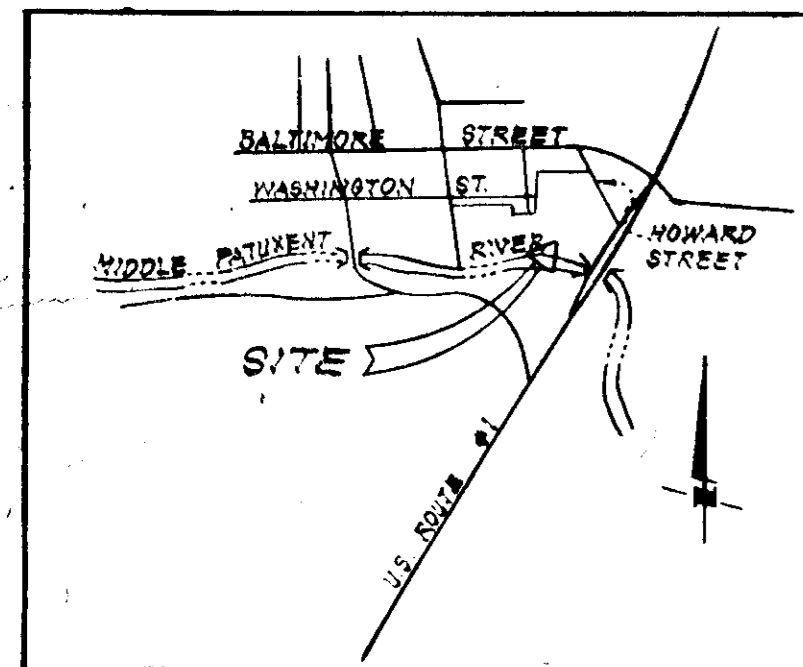 BALTIMORE STREET
WASHINGTON ST.
HOWARD
STREET
MIDDLE PATUXENT RIVER
SITE
U.S. ROUTE #1